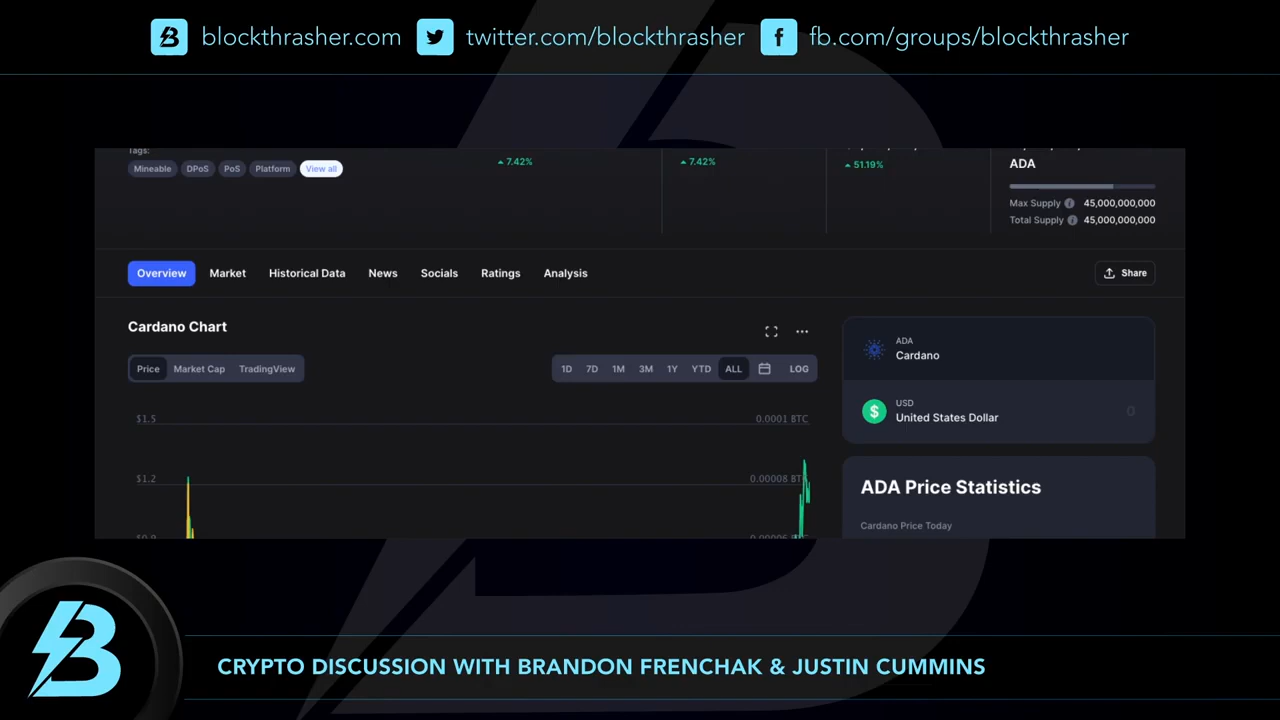 blockthrasher.com twitter.com/blockthrasher fb.com/groups/blockthrasher
Tags:
Mineable DPoS PoS Platform View all
7.42% 7.42% 51.19%
ADA
Max Supply 45,000,000,000
Total Supply 45,000,000,000
Overview Market Historical Data News Socials Ratings Analysis Share
Cardano Chart
Price Market Cap TradingView 1D 7D 1M 3M 1Y YTD ALL LOG
ADA
Cardano
USD
United States Dollar 0
$1.5 0.0001 BTC
$1.2 0.00008 BTC
ADA Price Statistics
Cardano Price Today
CRYPTO DISCUSSION WITH BRANDON FRENCHAK & JUSTIN CUMMINS